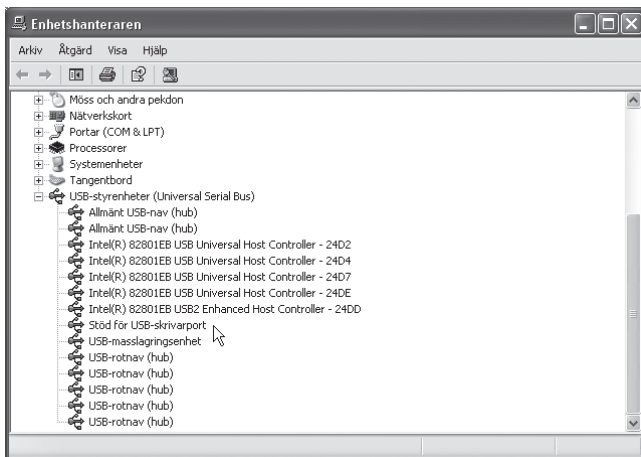 Enhetshanteraren
Arkiv Åtgärd Visa Hjälp
Möss och andra pekdon
Nätverkskort
Portar (COM & LPT)
Processorer
Systemenheter
Tangentbord
USB-styrenheter (Universal Serial Bus)
Allmänt USB-nav (hub)
Allmänt USB-nav (hub)
Intel(R) 82801EB USB Universal Host Controller - 24D2
Intel(R) 82801EB USB Universal Host Controller - 24D4
Intel(R) 82801EB USB Universal Host Controller - 24D7
Intel(R) 82801EB USB Universal Host Controller - 24DE
Intel(R) 82801EB USB2 Enhanced Host Controller - 24DD
Stöd för USB-skrivarport
USB-masslagringsenhet
USB-rotnav (hub)
USB-rotnav (hub)
USB-rotnav (hub)
USB-rotnav (hub)
USB-rotnav (hub)